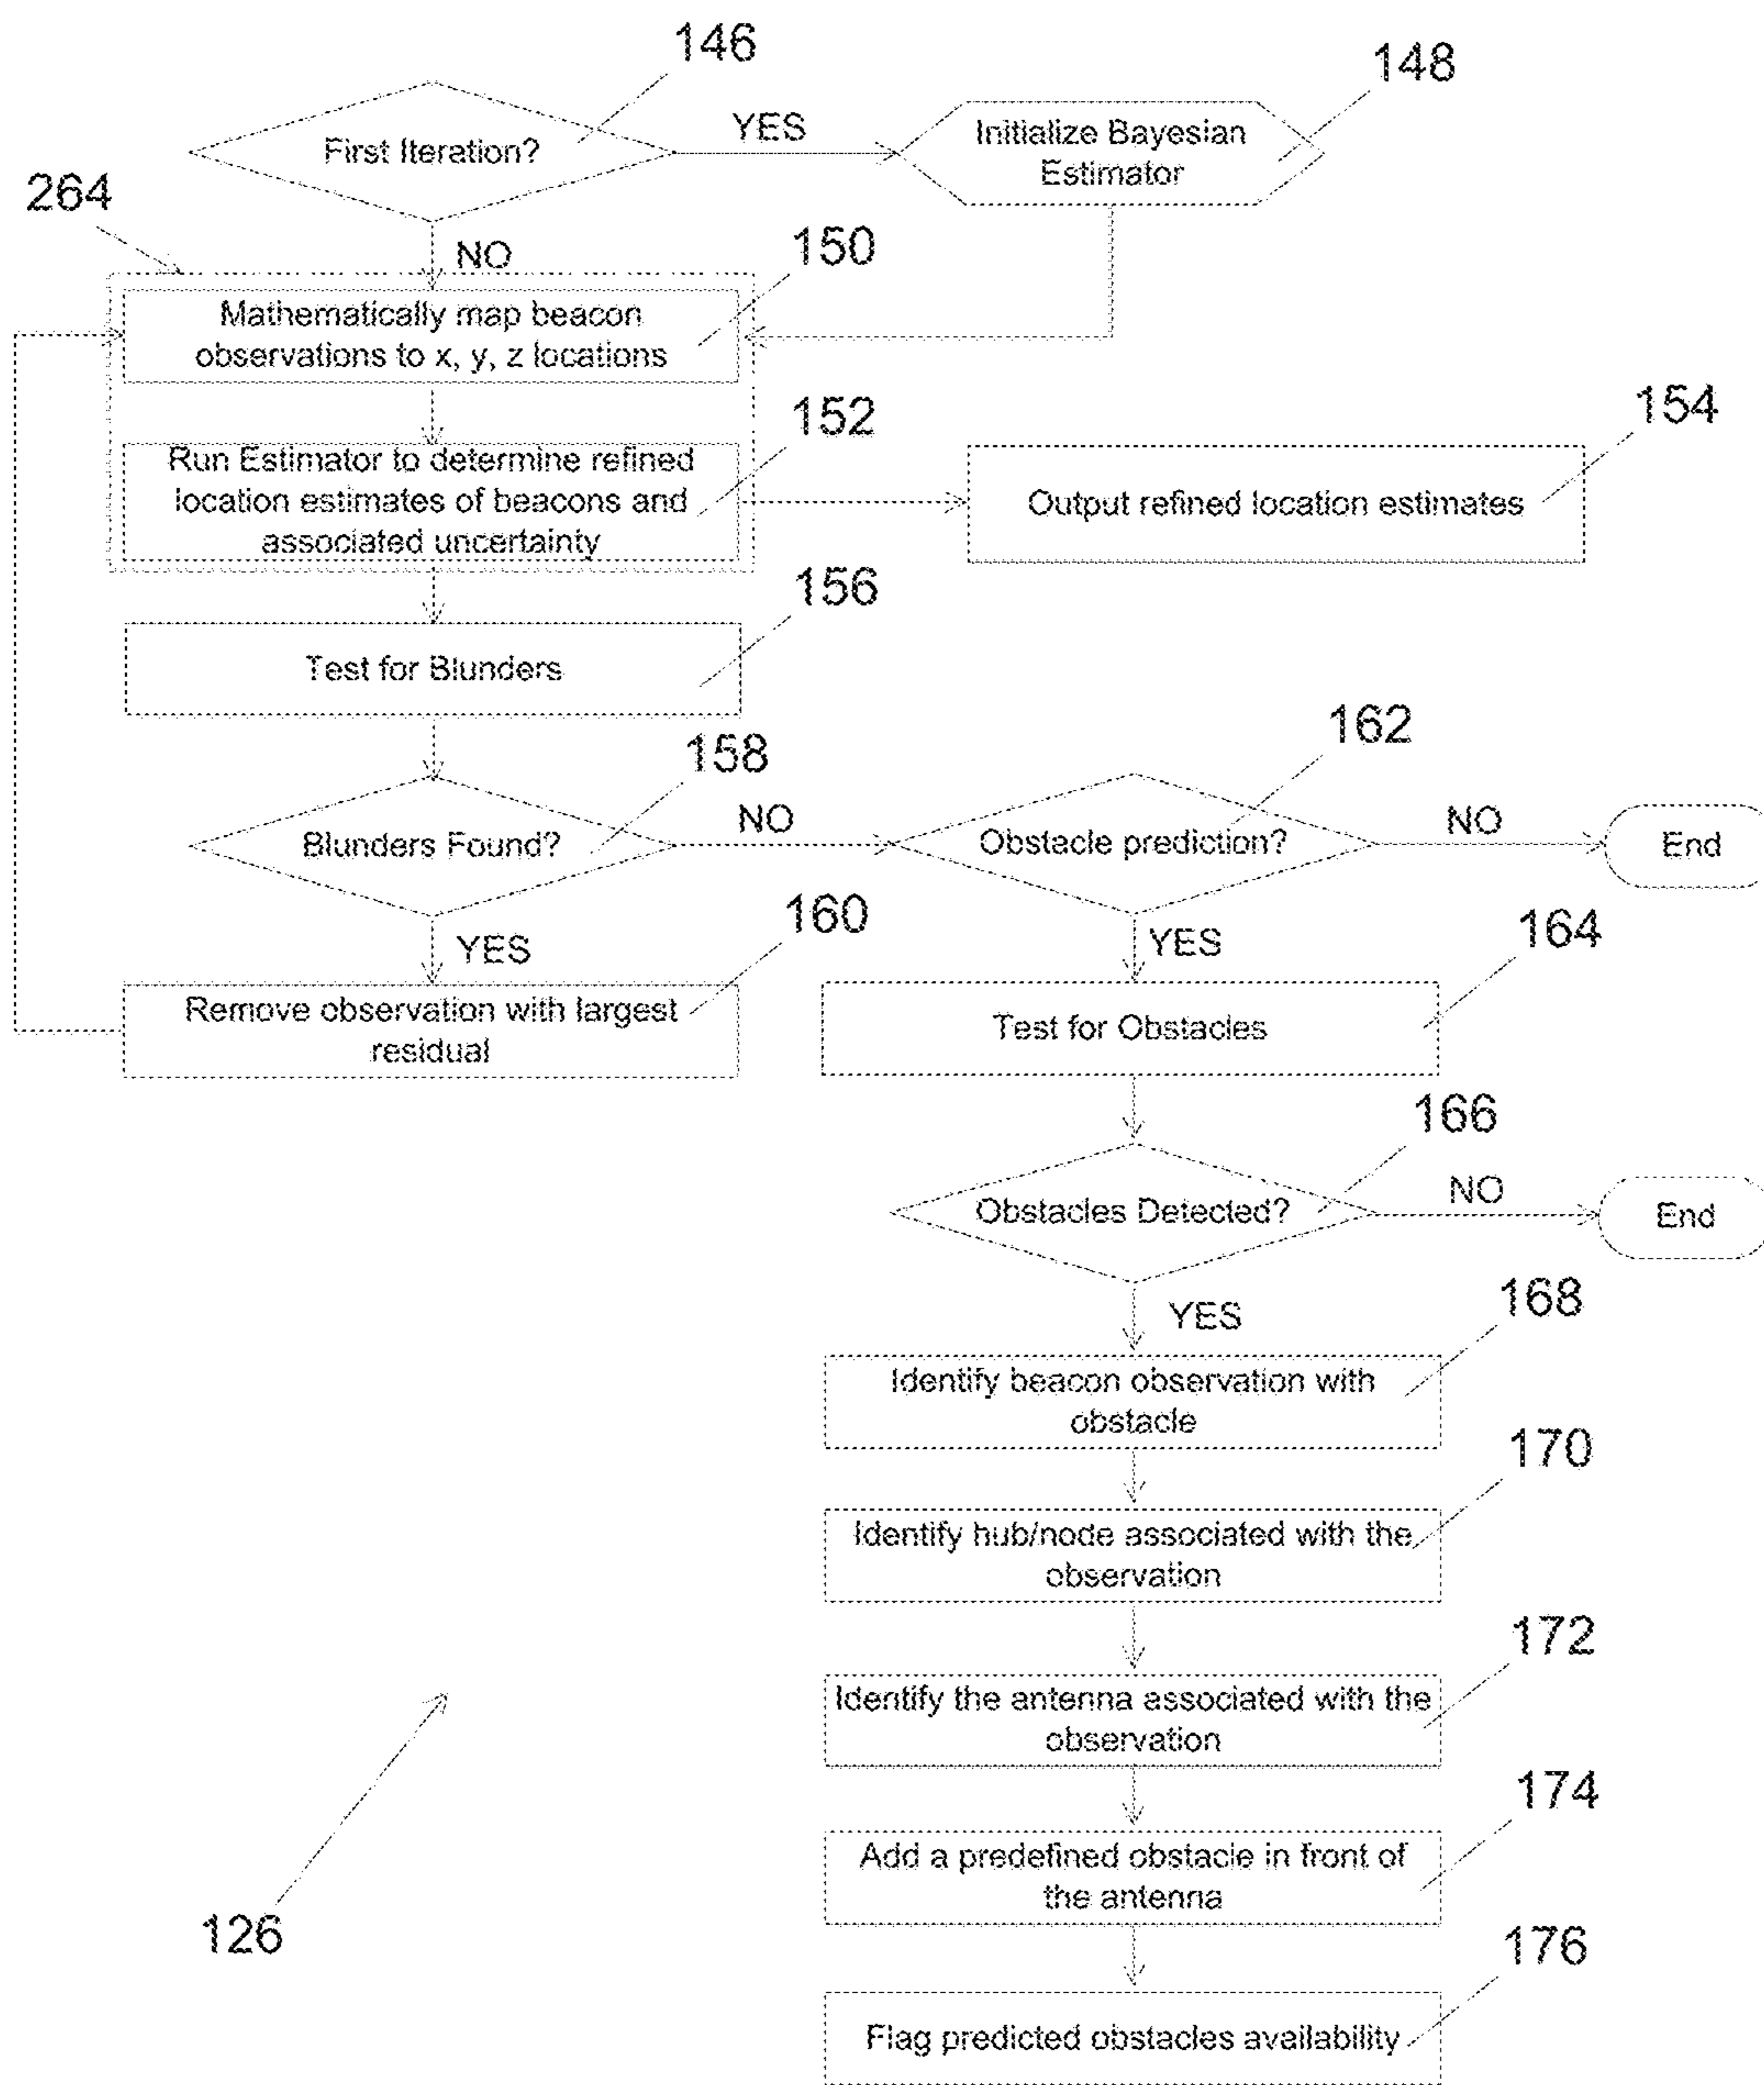 146
148
First Iteration?
YES
Initialize Bayesian
Estimator
264
NO
150
Mathematically map beacon
observations to x, y, z locations
152
154
Run Estimator to determine refined
location estimates of beacons and
associated uncertainty
Output refined location estimates
156
Test for Blunders
158
162
Blunders Found?
NO
Obstacle prediction?
NO
End
160
YES
YES
164
Remove observation with largest
residual
Test for Obstacles
166
Obstacles Detected?
NO
End
168
YES
Identify beacon observation with
obstacle
170
Identify hub/node associated with the
observation
172
Identify the antenna associated with the
observation
174
Add a predefined obstacle in front of
the antenna
126
176
Flag predicted obstacles availability